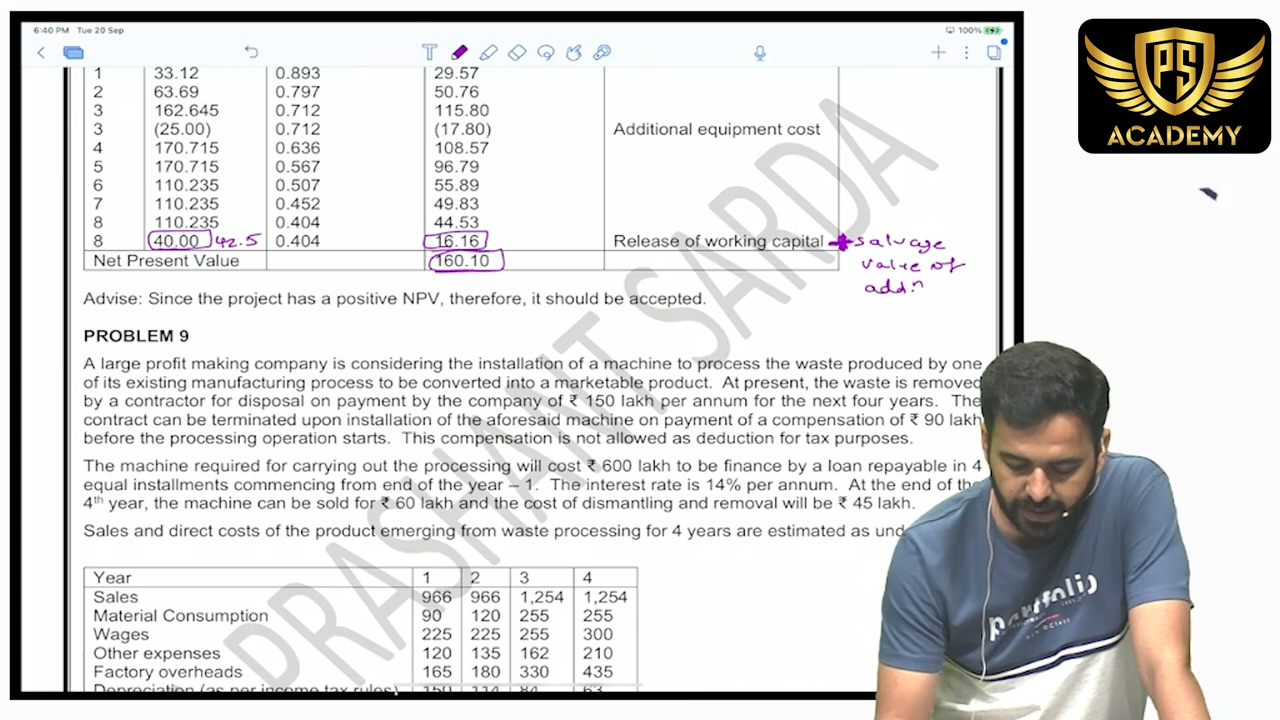 6:40 PM Tue 20 Sep
100%
PS
ACADEMY
1 33.12 0.893 29.57
2 63.69 0.797 50.76
3 162.645 0.712 115.80
3 (25.00) 0.712 (17.80) Additional equipment cost
4 170.715 0.636 108.57
5 170.715 0.567 96.79
6 110.235 0.507 55.89
7 110.235 0.452 49.83
8 110.235 0.404 44.53
8 40.00 42.5 0.404 16.16 Release of working capital + salvage
value of
addn
Net Present Value 160.10
Advise: Since the project has a positive NPV, therefore, it should be accepted.
PROBLEM 9
A large profit making company is considering the installation of a machine to process the waste produced by one
of its existing manufacturing process to be converted into a marketable product. At present, the waste is removed
by a contractor for disposal on payment by the company of ₹ 150 lakh per annum for the next four years. The
contract can be terminated upon installation of the aforesaid machine on payment of a compensation of ₹ 90 lakh
before the processing operation starts. This compensation is not allowed as deduction for tax purposes.
The machine required for carrying out the processing will cost ₹ 600 lakh to be finance by a loan repayable in 4
equal installments commencing from end of the year – 1. The interest rate is 14% per annum. At the end of the
4th year, the machine can be sold for ₹ 60 lakh and the cost of dismantling and removal will be ₹ 45 lakh.
Sales and direct costs of the product emerging from waste processing for 4 years are estimated as und
Year 1 2 3 4
Sales 966 966 1,254 1,254
Material Consumption 90 120 255 255
Wages 225 225 255 300
Other expenses 120 135 162 210
Factory overheads 165 180 330 435
Depreciation (as per income tax rules) 150 114 84 63
PRASHANT SARDA
portfolio